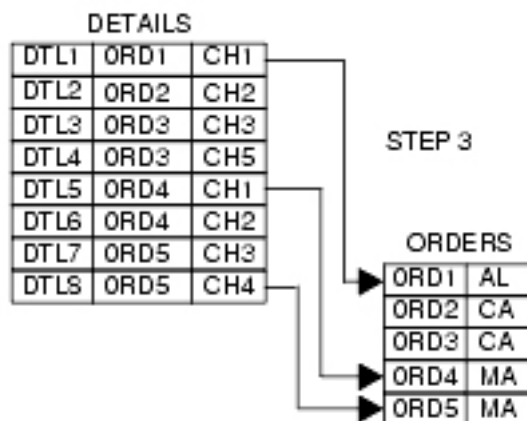 DETAILS
DTL1 ORD1 CH1
DTL2 ORD2 CH2
DTL3 ORD3 CH3
DTL4 ORD3 CH5
DTL5 ORD4 CH1
DTL6 ORD4 CH2
DTL7 ORD5 CH3
DTL8 ORD5 CH4
STEP 3
ORDERS
ORD1 AL
ORD2 CA
ORD3 CA
ORD4 MA
ORD5 MA